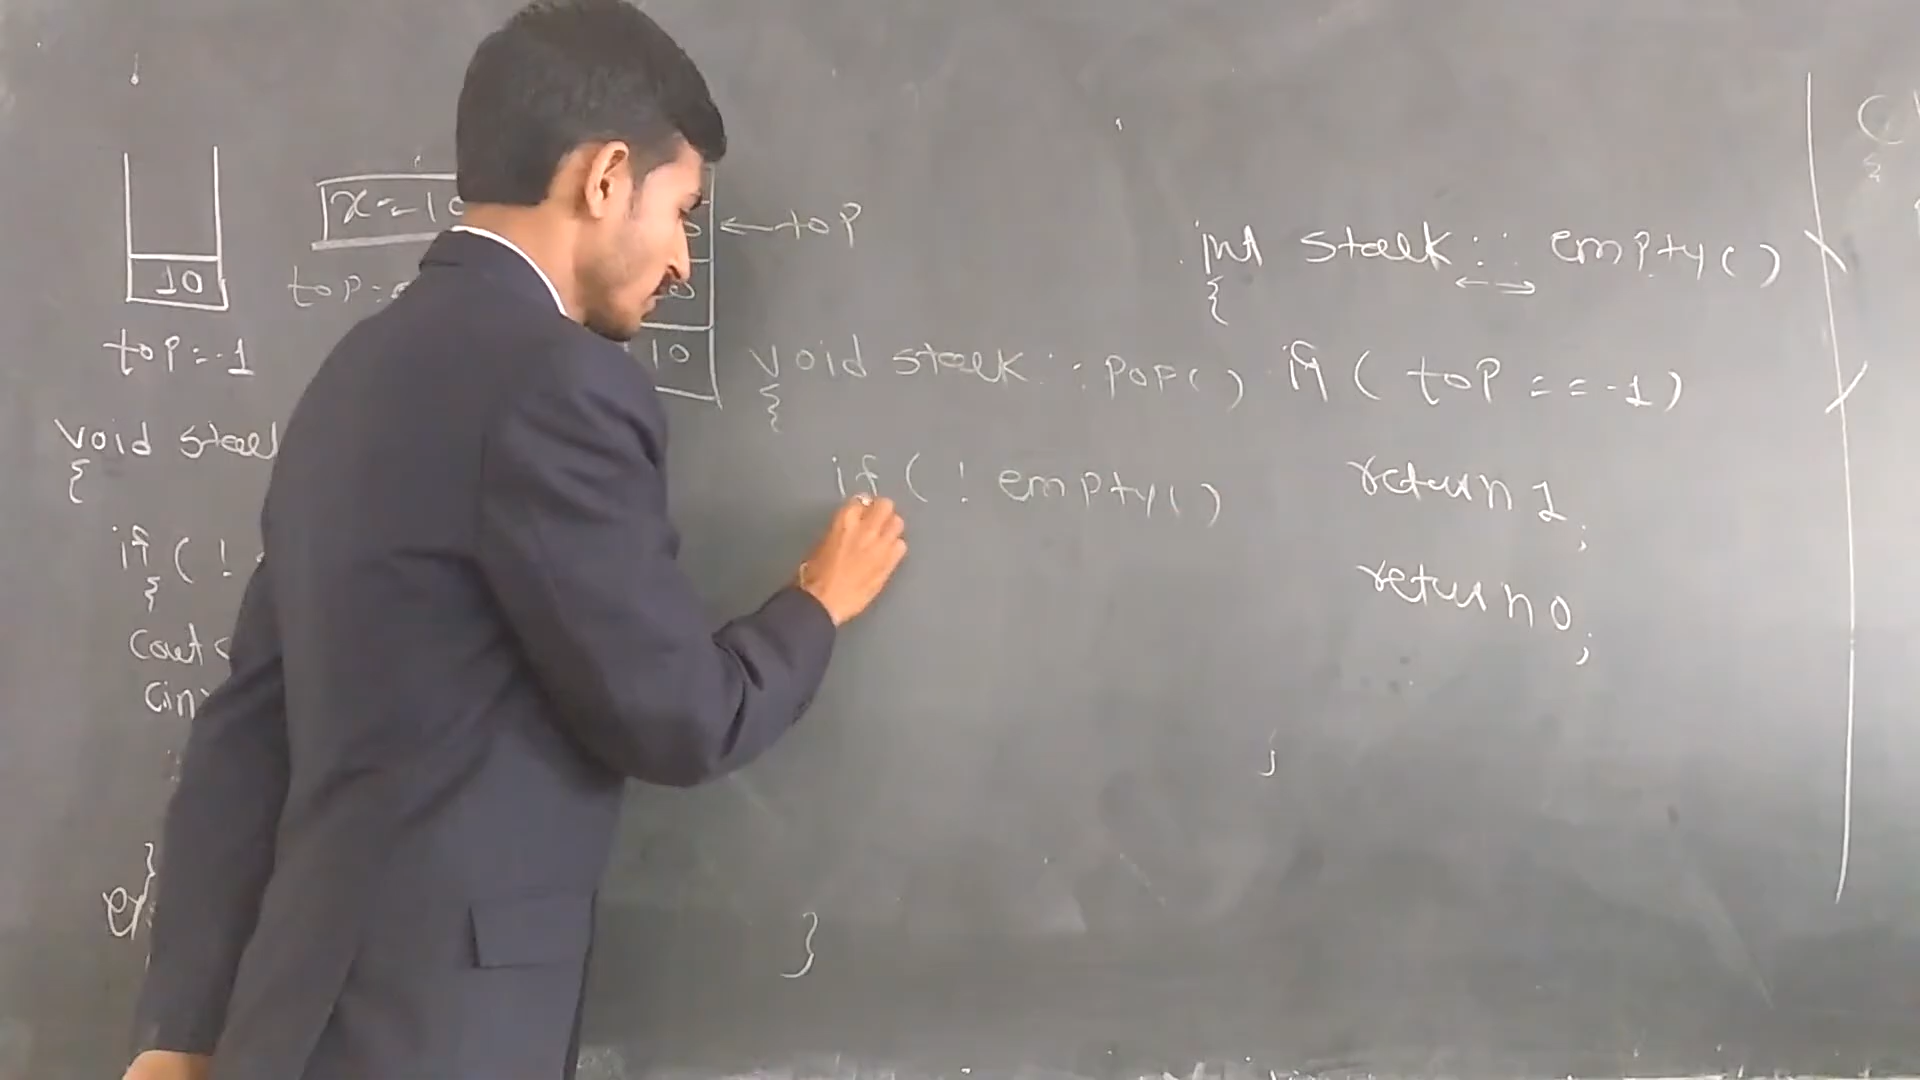 10
top = -1
x = 10
top =
← top
10
void stack
{
if ( !
{
cout <
cin
}
void stack :: pop()
{
if ( ! empty()
}
int stack :: empty()
{
if ( top == -1 )
return 1 ;
return 0 ;